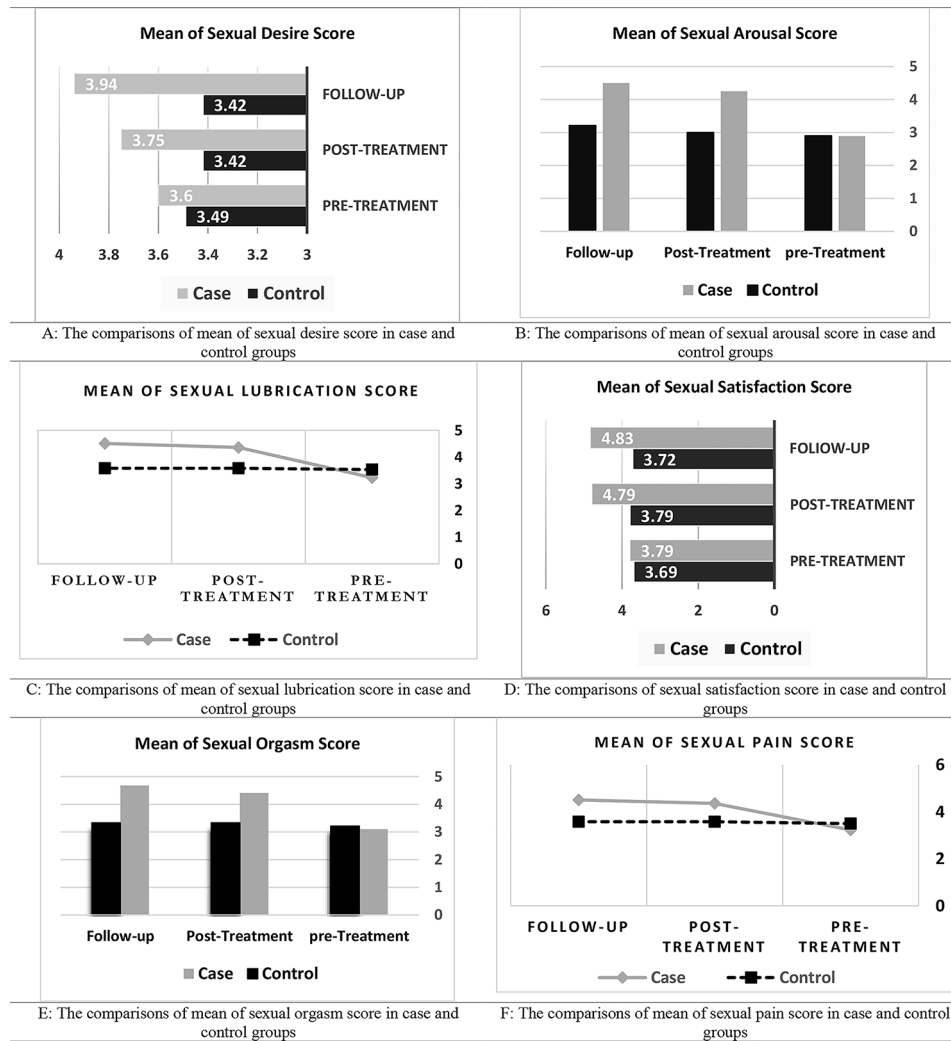 Mean of Sexual Desire Score
3.94
3.42
FOLLOW-UP
3.75
3.42
POST-TREATMENT
3.6
3.49
PRE-TREATMENT
4 3.8 3.6 3.4 3.2 3
Case Control
A: The comparisons of mean of sexual desire score in case and
control groups
Mean of Sexual Arousal Score
5
4
3
2
1
0
Follow-up Post-Treatment pre-Treatment
Case Control
B: The comparisons of mean of sexual arousal score in case and
control groups
MEAN OF SEXUAL LUBRICATION SCORE
5
4
3
2
1
0
FOLLOW-UP POST- PRE-
TREATMENT TREATMENT
Case Control
C: The comparisons of mean of sexual lubrication score in case and
control groups
Mean of Sexual Satisfaction Score
4.83
3.72
FOLIOW-UP
4.79
3.79
POST-TREATMENT
3.79
3.69
PRE-TREATMENT
6 4 2 0
Case Control
D: The comparisons of sexual satisfaction score in case and control
groups
Mean of Sexual Orgasm Score
5
4
3
2
1
0
Follow-up Post-Treatment pre-Treatment
Case Control
E: The comparisons of mean of sexual orgasm score in case and
control groups
MEAN OF SEXUAL PAIN SCORE
6
4
2
0
FOLLOW-UP POST- PRE-
TREATMENT TREATMENT
Case Control
F: The comparisons of mean of sexual pain score in case and control
groups